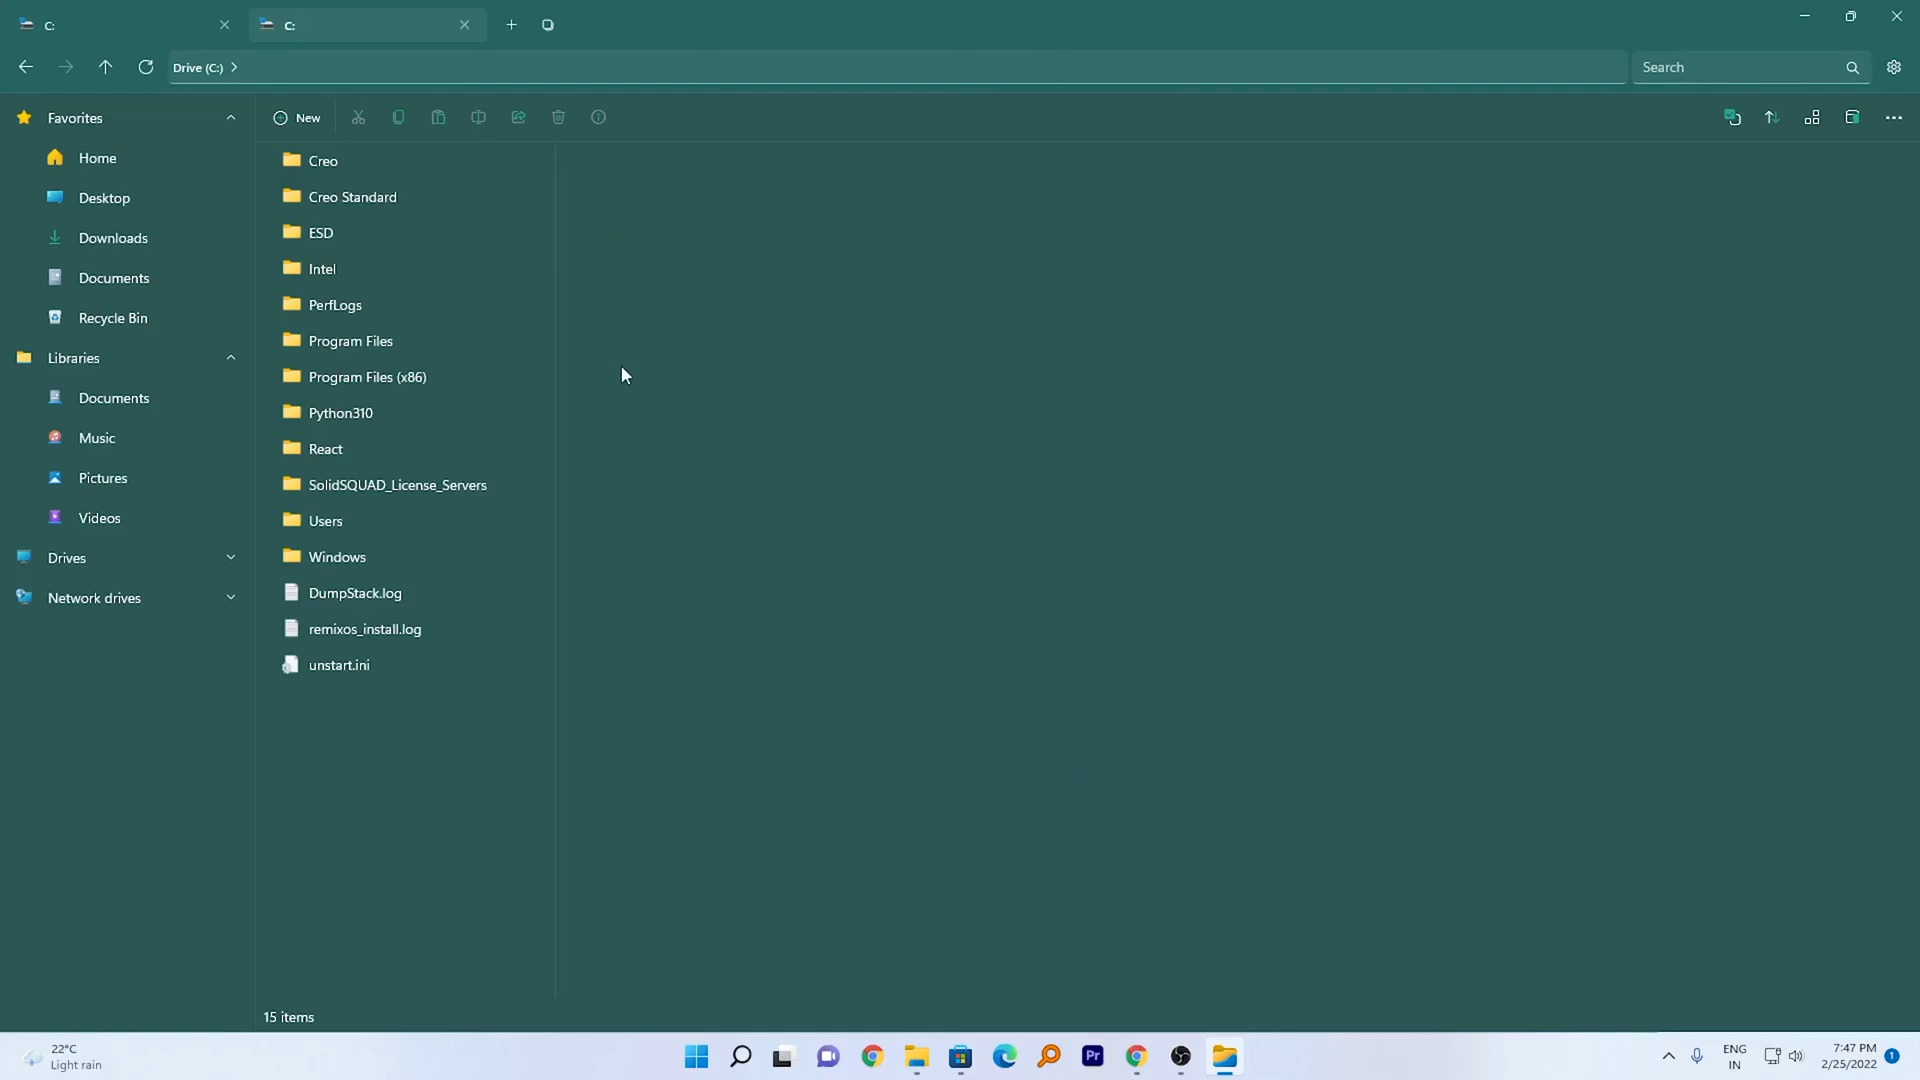 C:
C:
Drive (C:)
Search
Favorites
New
Home
Desktop
Downloads
Documents
Recycle Bin
Libraries
Documents
Music
Pictures
Videos
Drives
Network drives
Creo
Creo Standard
ESD
Intel
PerfLogs
Program Files
Program Files (x86)
Python310
React
SolidSQUAD_License_Servers
Users
Windows
DumpStack.log
remixos_install.log
unstart.ini
15 items
22°C
Light rain
Pr
ENG
IN
7:47 PM
2/25/2022
1